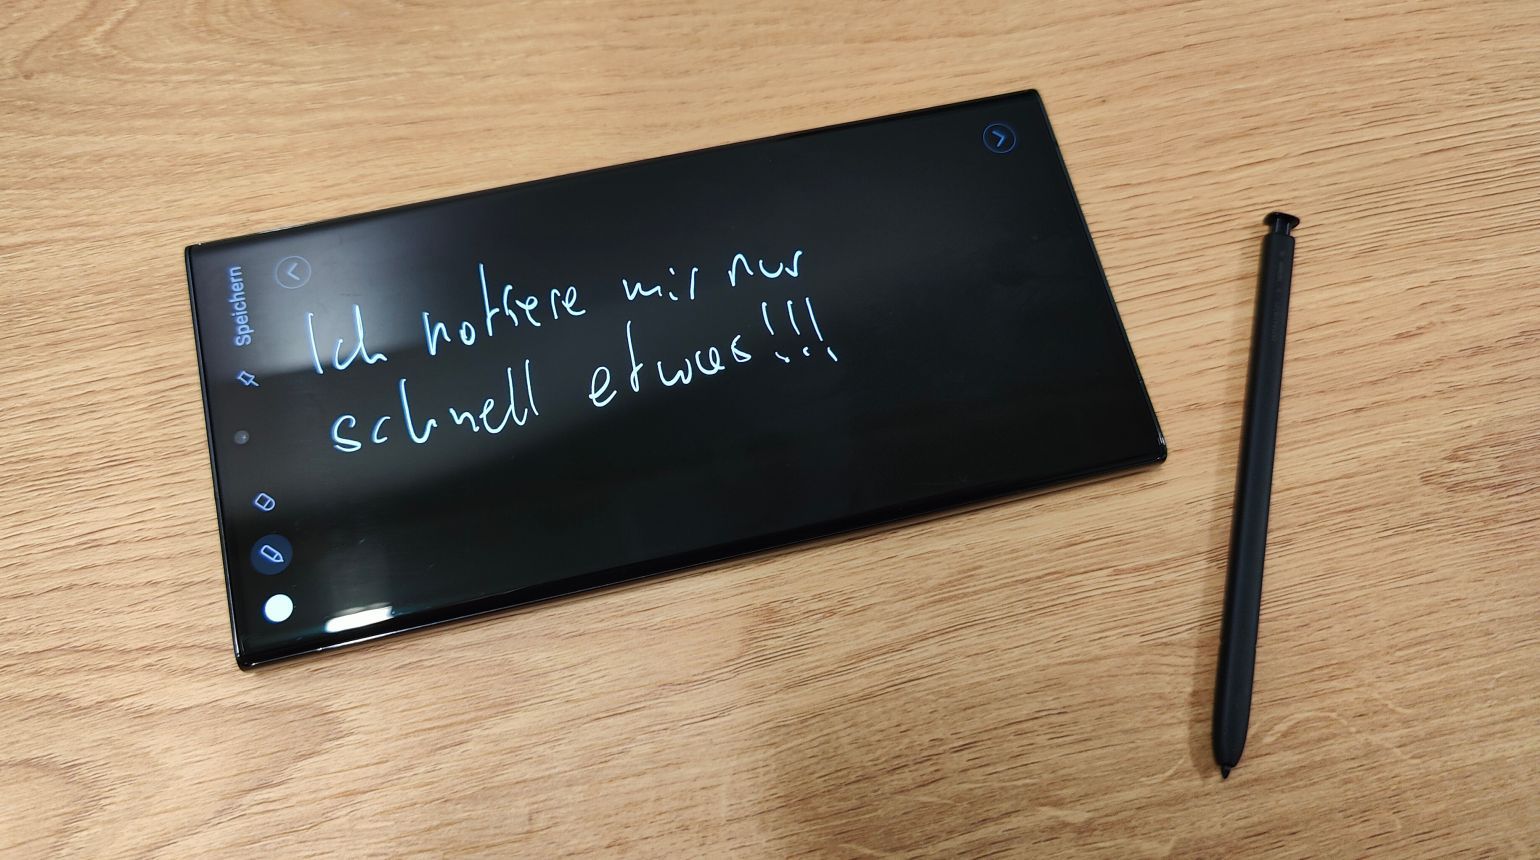 Speichern
Ich notiere mir nur
schnell etwas!!!